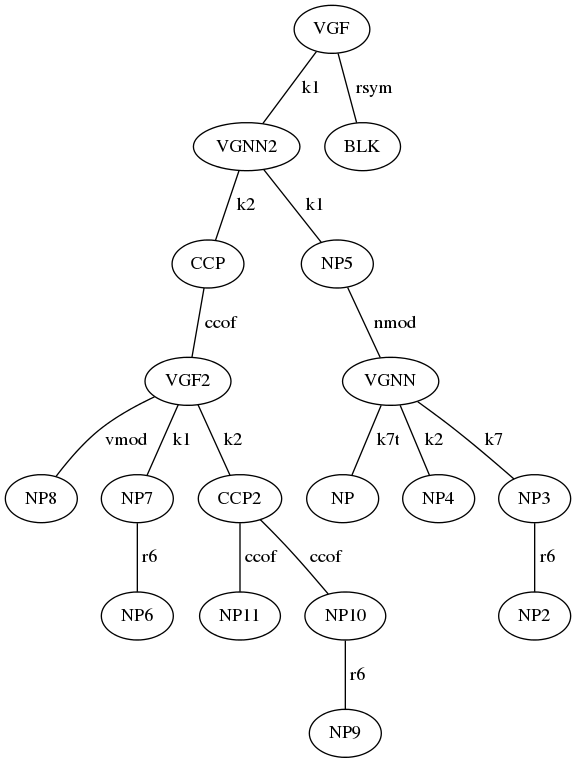 VGF
k1 rsym
VGNN2 BLK
k2 k1
CCP NP5
ccof nmod
VGF2 VGNN
vmod k1 k2 k7t k2 k7
NP8 NP7 CCP2 NP NP4 NP3
r6 ccof ccof r6
NP6 NP11 NP10 NP2
r6
NP9